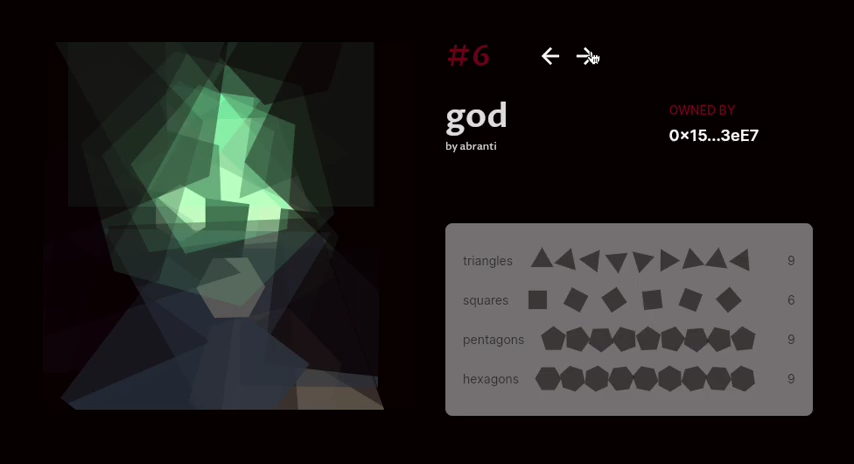 #6
god
by abranti
OWNED BY
0×15...3eE7
triangles 9
squares 6
pentagons 9
hexagons 9